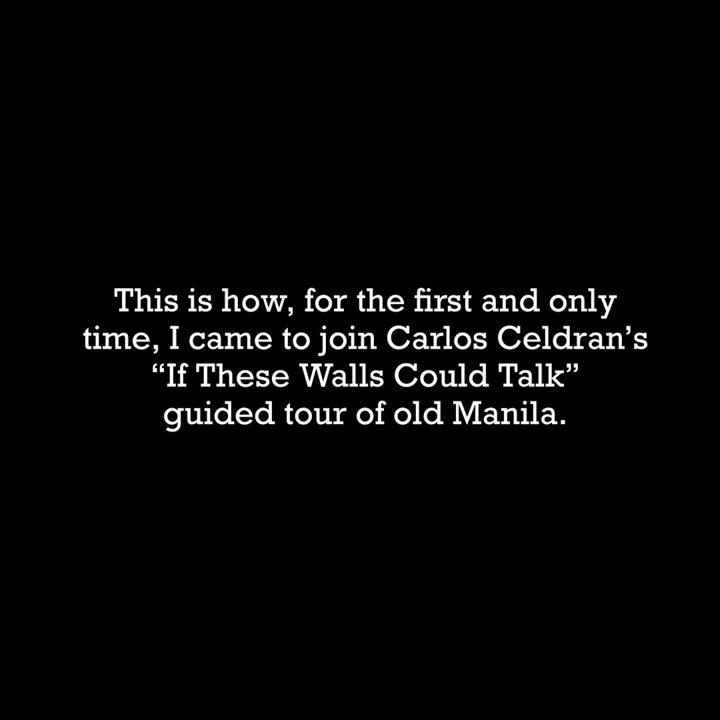 This is how, for the first and only
time, I came to join Carlos Celdran’s
“If These Walls Could Talk”
guided tour of old Manila.